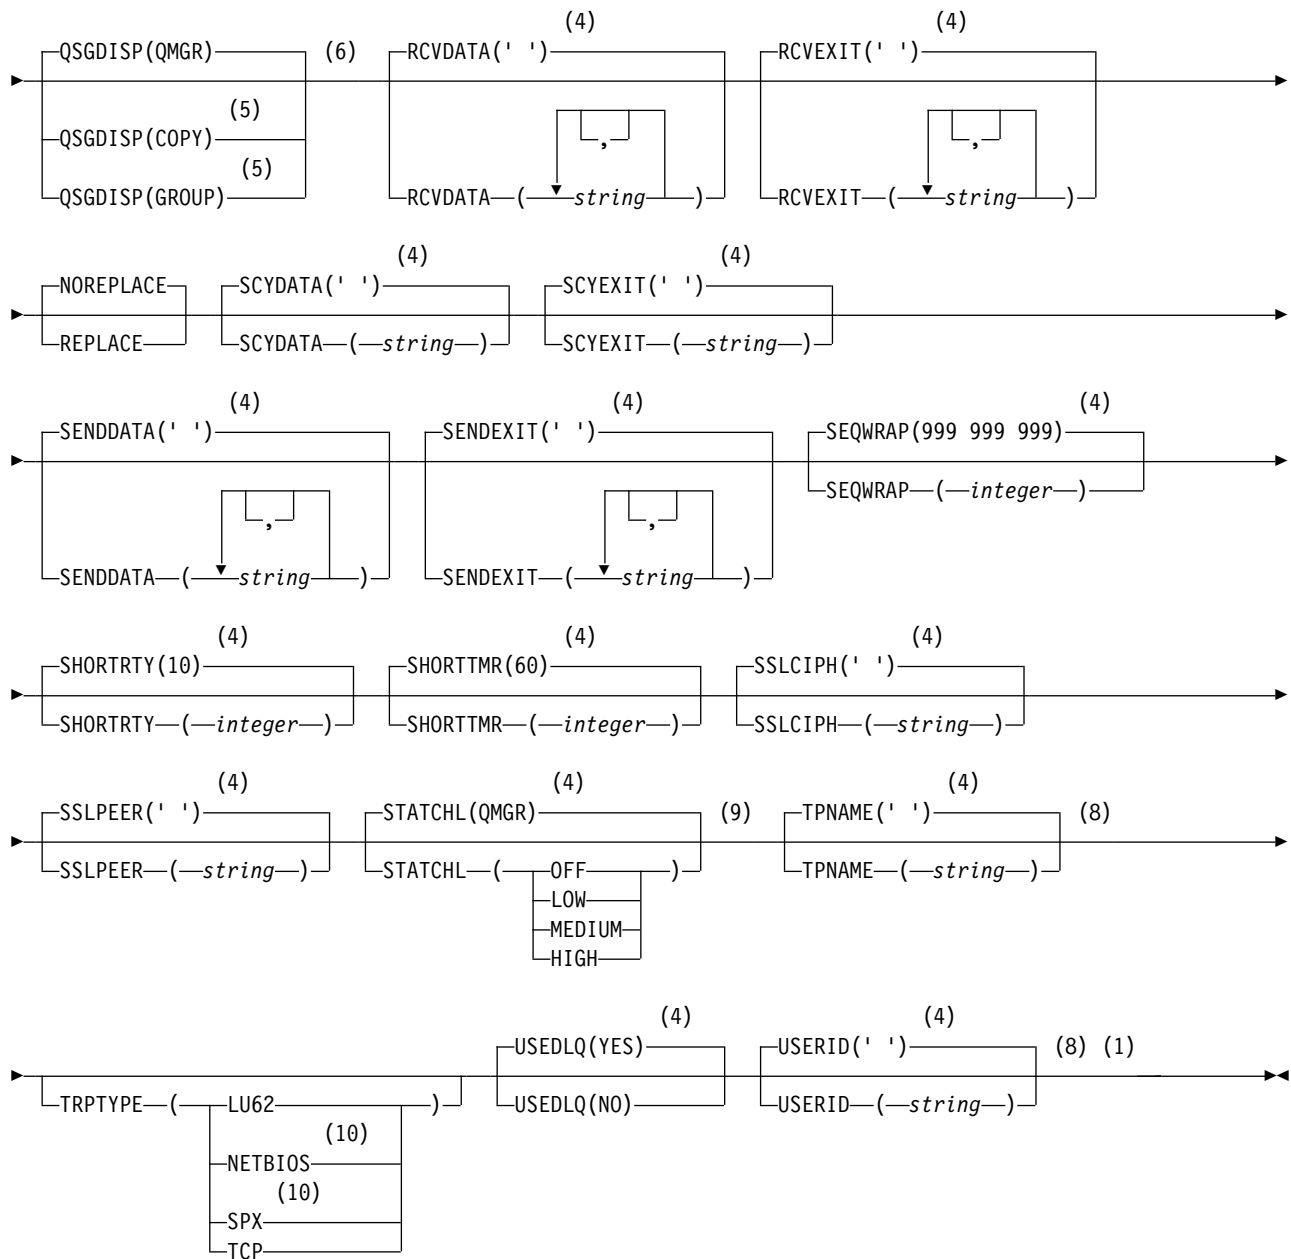 (4) (4)
QSGDISP(QMGR) (6) RCVDATA(' ') RCVEXIT(' ')
(5) , ,
QSGDISP(COPY)
(5)
QSGDISP(GROUP) RCVDATA ( string ) RCVEXIT ( string )
(4) (4)
NOREPLACE SCYDATA(' ') SCYEXIT(' ')
REPLACE SCYDATA ( string ) SCYEXIT ( string )
(4) (4) (4)
SENDDATA(' ') SENDEXIT(' ') SEQWRAP(999 999 999)
SEQWRAP ( integer )
, ,
SENDDATA ( string ) SENDEXIT ( string )
(4) (4) (4)
SHORTRTY(10) SHORTTMR(60) SSLCIPH(' ')
SHORTRTY ( integer ) SHORTTMR ( integer ) SSLCIPH ( string )
(4) (4) (4)
SSLPEER(' ') STATCHL(QMGR) (9) TPNAME(' ') (8)
SSLPEER ( string ) STATCHL ( OFF ) TPNAME ( string )
LOW
MEDIUM
HIGH
(4) (4)
USEDLQ(YES) USERID(' ') (8) (1)
TRPTYPE ( LU62 ) USEDLQ(NO) USERID ( string )
(10)
NETBIOS
(10)
SPX
TCP